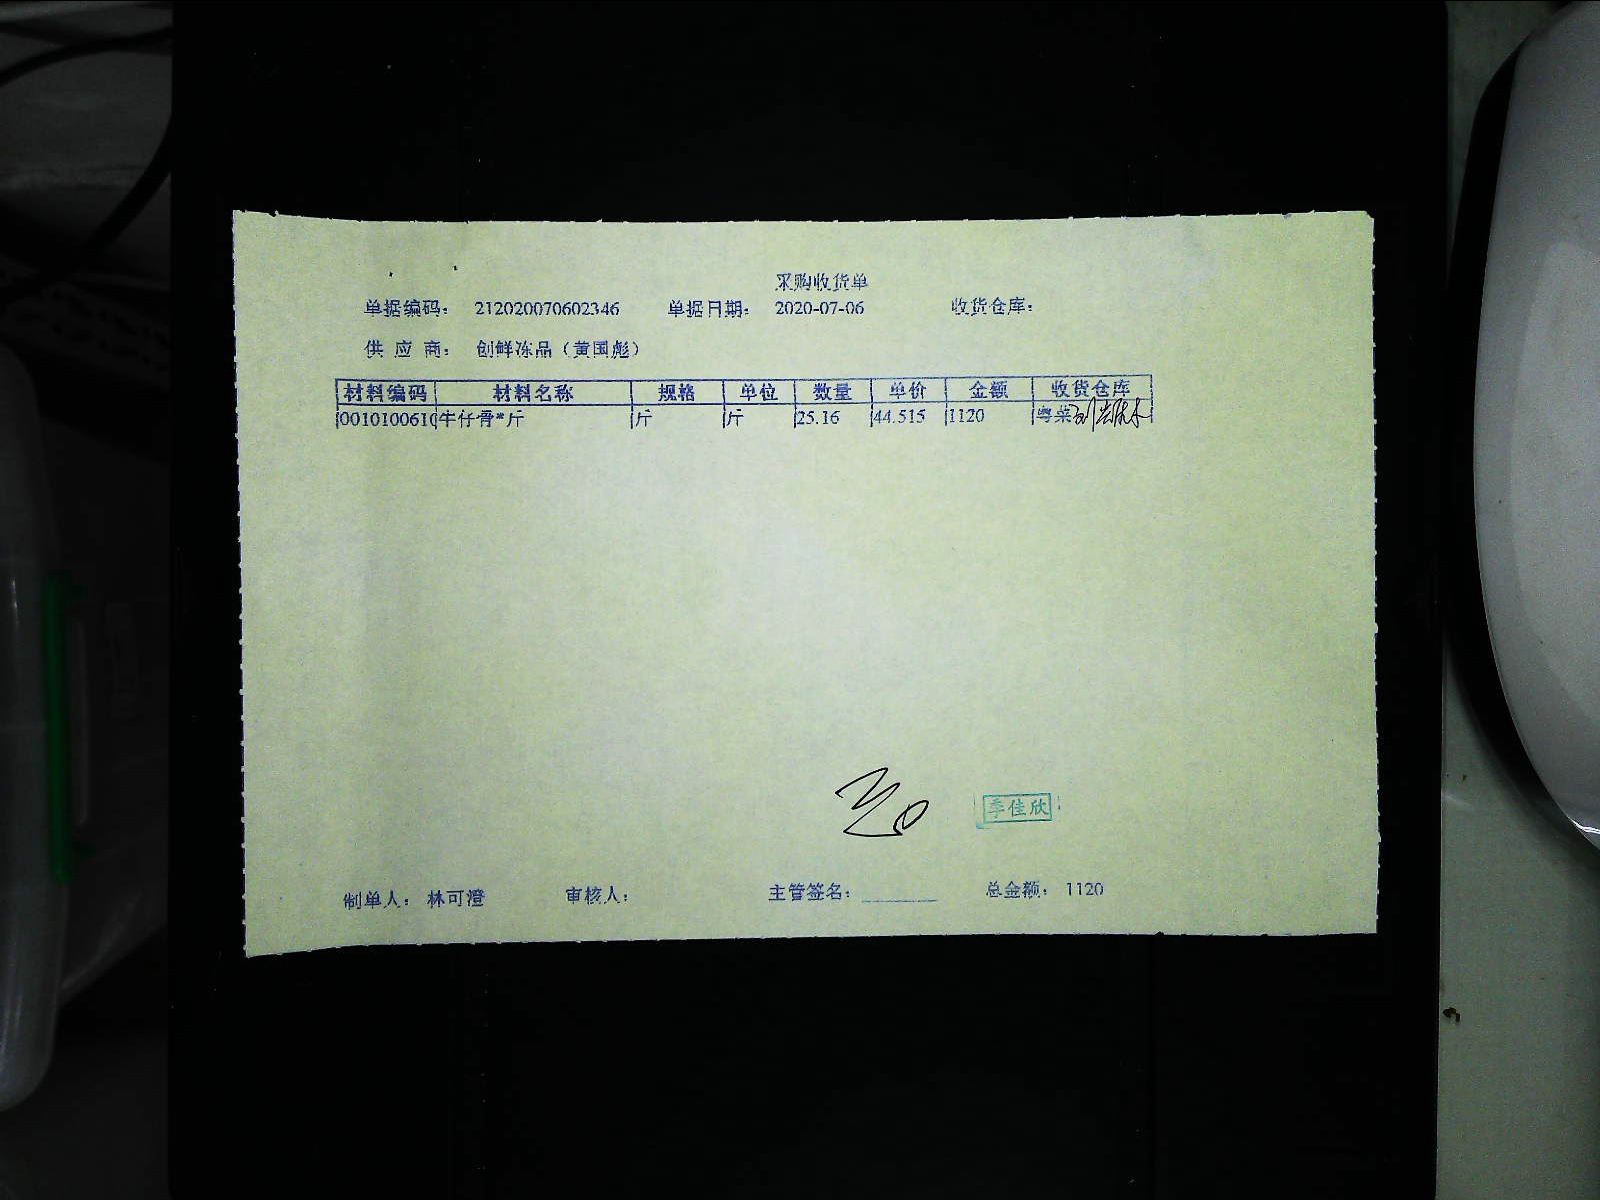 采购收货单
单据编码： 212020070602346 单据日期： 2020-07-06 收货仓库：
供 应 商： 创鲜冻品（黄国彪）
材料编码 材料名称 规格 单位 数量 单价 金额 收货仓库
0010100610 牛仔骨*斤 斤 斤 25.16 44.515 1120 粤菜
李佳欣
制单人： 林可澄 审核人： 主管签名： 总金额： 1120